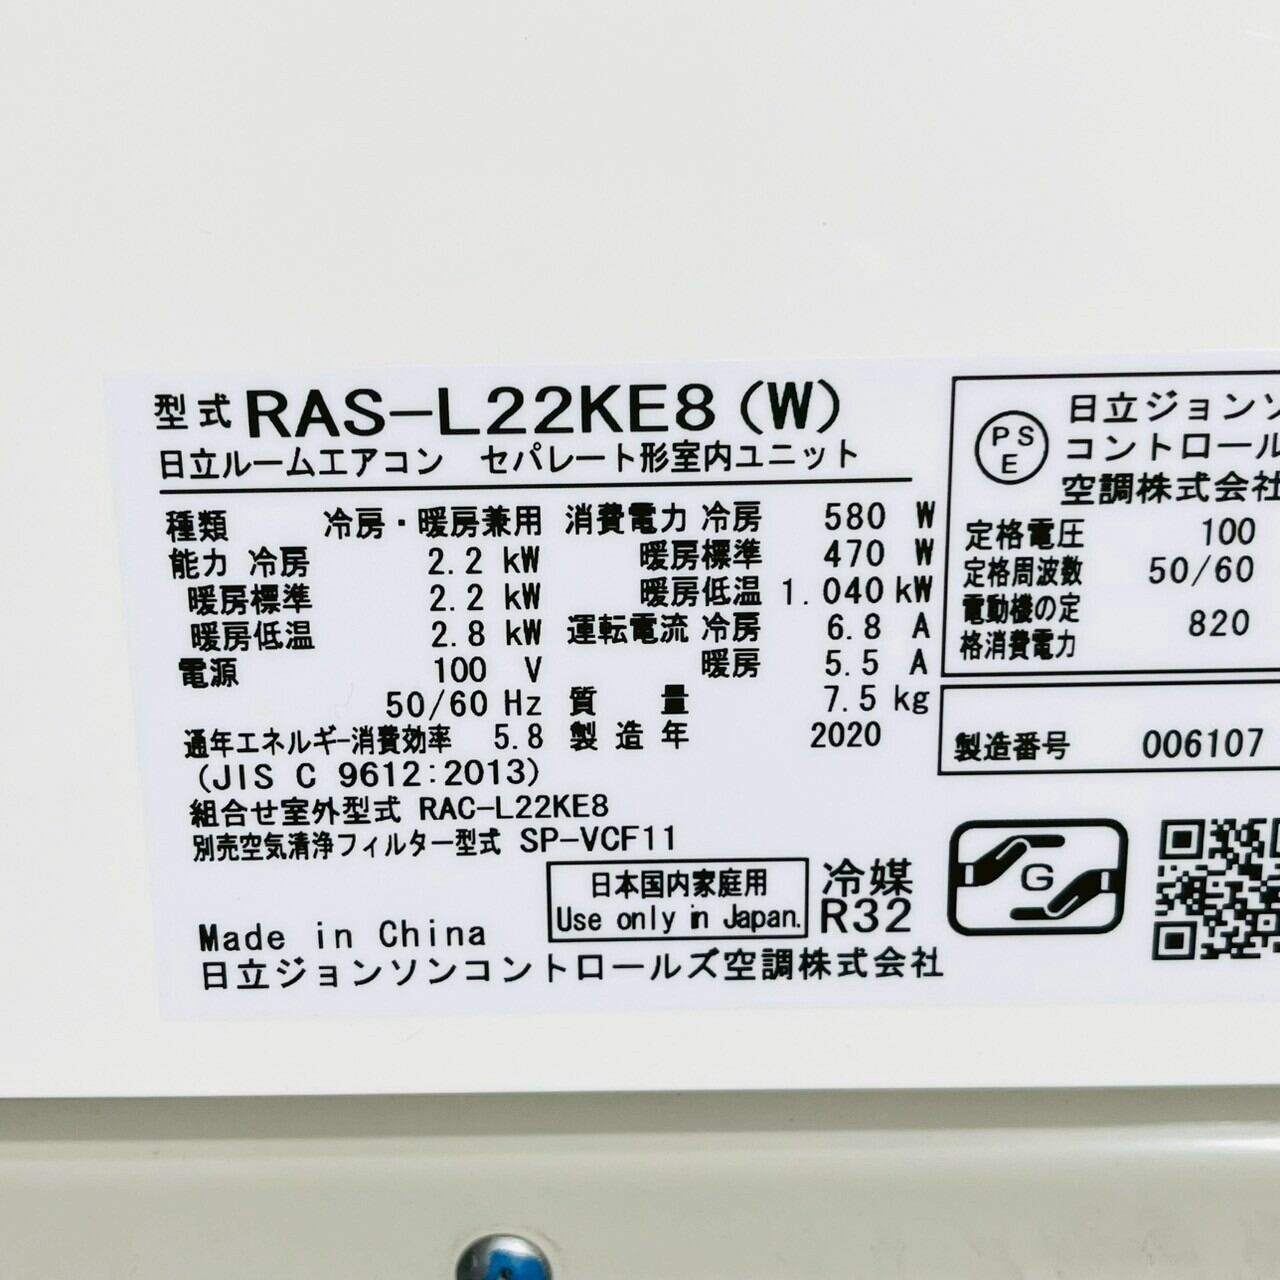 型式 RAS-L22KE8 (W)
日立ルームエアコン セパレート形室内ユニット
種類 冷房・暖房兼用
能力 冷房 2.2 kW
暖房標準 2.2 kW
暖房低温 2.8 kW
電源 100 V
50/60 Hz
通年エネルギー消費効率 5.8
(JIS C 9612:2013)
消費電力 冷房 580 W
暖房標準 470 W
暖房低温 1.040 kW
運転電流 冷房 6.8 A
暖房 5.5 A
質量 7.5 kg
製造年 2020
組合せ室外型式 RAC-L22KE8
別売空気清浄フィルター型式 SP-VCF11
日本国内家庭用
Use only in Japan.
冷媒
R32
Made in China
日立ジョンソンコントロールズ空調株式会社
PS
E
日立ジョンソ
コントロール
空調株式会社
定格電圧 100
定格周波数 50/60
電動機の定
格消費電力 820
製造番号 006107
G